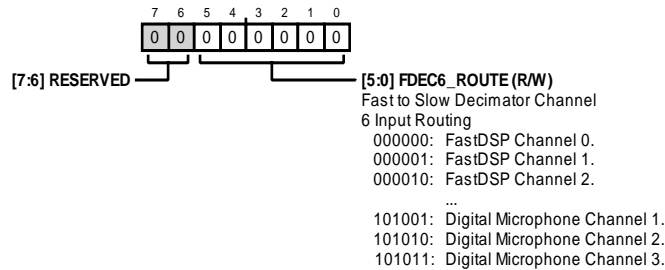 7 6 5 4 3 2 1 0
0 0 0 0 0 0 0 0
[7:6] RESERVED
[5:0] FDEC6_ROUTE (R/W)
Fast to Slow Decimator Channel
6 Input Routing
000000: FastDSP Channel 0.
000001: FastDSP Channel 1.
000010: FastDSP Channel 2.
...
101001: Digital Microphone Channel 1.
101010: Digital Microphone Channel 2.
101011: Digital Microphone Channel 3.